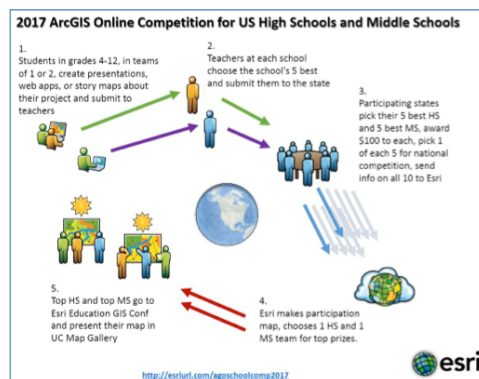 2017 ArcGIS Online Competition for US High Schools and Middle Schools
1.
Students in grades 4-12, in teams
of 1 or 2, create presentations,
web apps, or story maps about
their project and submit to
teachers
2.
Teachers at each school
choose the school's 5 best
and submit them to the state
3.
Participating states
pick their 5 best HS
and 5 best MS, award
$100 to each, pick 1
of each 5 for national
competition, send
info on all 10 to Esri
5.
Top HS and top MS go to
Esri Education GIS Conf
and present their map in
UC Map Gallery
4.
Esri makes participation
map, chooses 1 HS and 1
MS team for top prizes.
http://esriurl.com/agoschoolcomp2017
esri